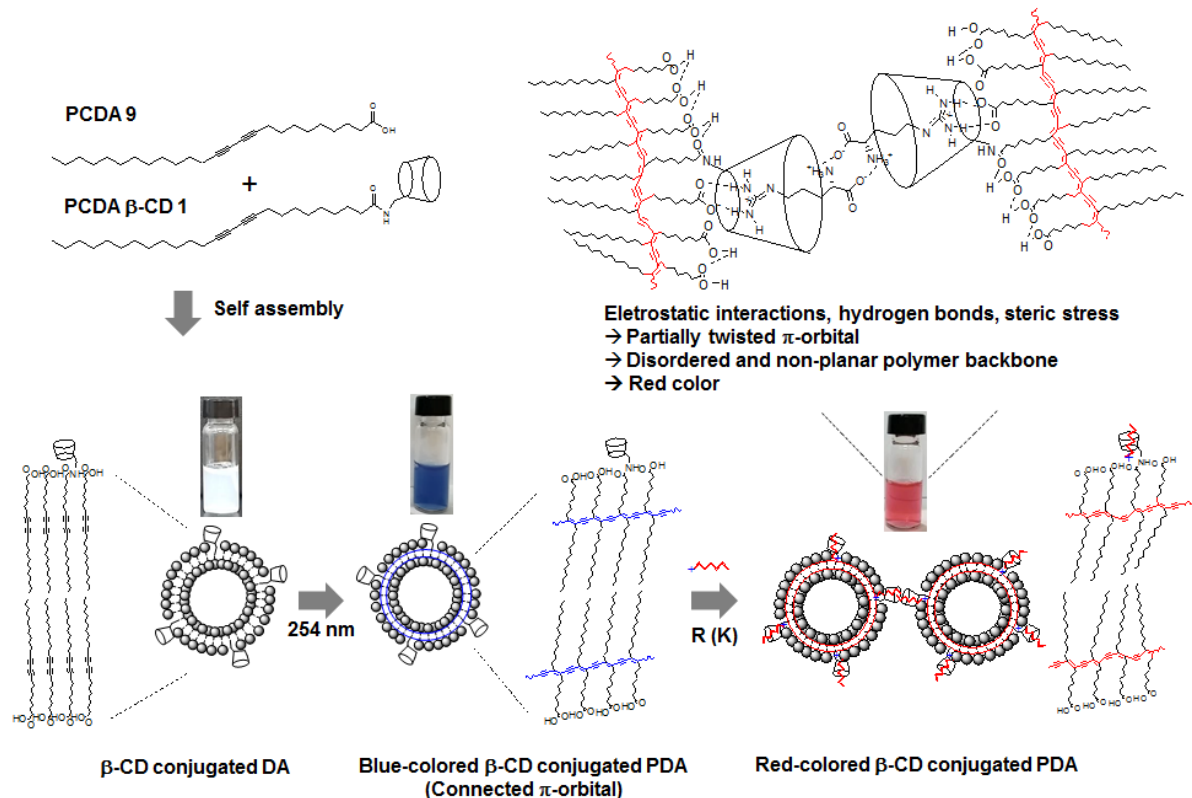 PCDA 9
+
PCDA β-CD 1
Self assembly
Eletrostatic interactions, hydrogen bonds, steric stress
→ Partially twisted π-orbital
→ Disordered and non-planar polymer backbone
→ Red color
254 nm
R (K)
β-CD conjugated DA
Blue-colored β-CD conjugated PDA
(Connected π-orbital)
Red-colored β-CD conjugated PDA